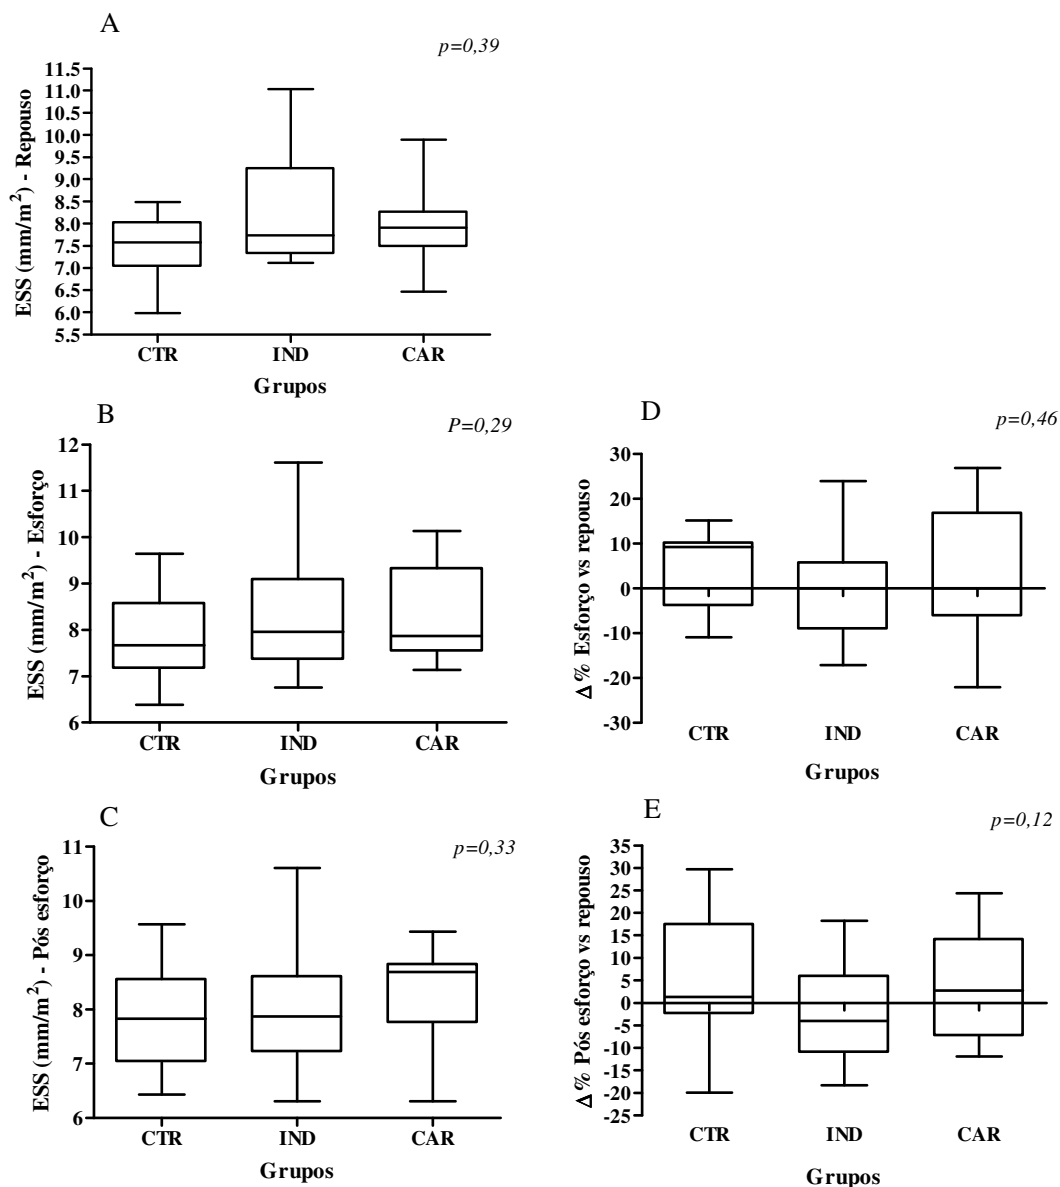 A
p=0,39
ESS (mm/m²) - Repouso
11.5
11.0
10.5
10.0
9.5
9.0
8.5
8.0
7.5
7.0
6.5
6.0
5.5
CTR IND CAR
Grupos
B
P=0,29
ESS (mm/m²) - Esforço
12
11
10
9
8
7
6
CTR IND CAR
Grupos
D
p=0,46
Δ% Esforço vs repouso
30
20
10
0
-10
-20
-30
CTR IND CAR
Grupos
C
p=0,33
ESS (mm/m²) - Pós esforço
11
10
9
8
7
6
CTR IND CAR
Grupos
E
p=0,12
Δ% Pós esforço vs repouso
35
30
25
20
15
10
5
0
-5
-10
-15
-20
-25
CTR IND CAR
Grupos